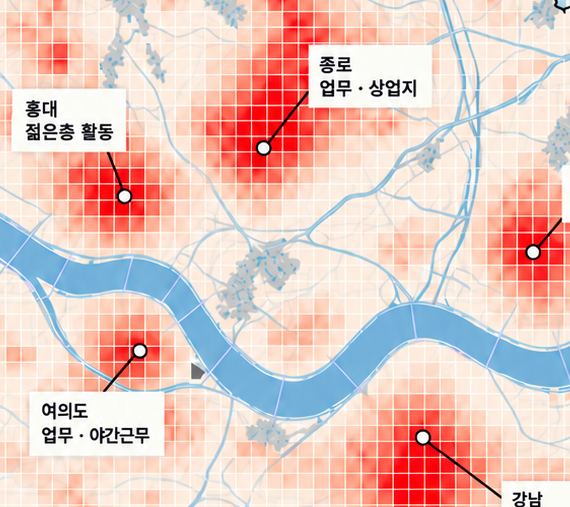 종로
업무 · 상업지
홍대
젊은층 활동
여의도
업무 · 야간근무
강남